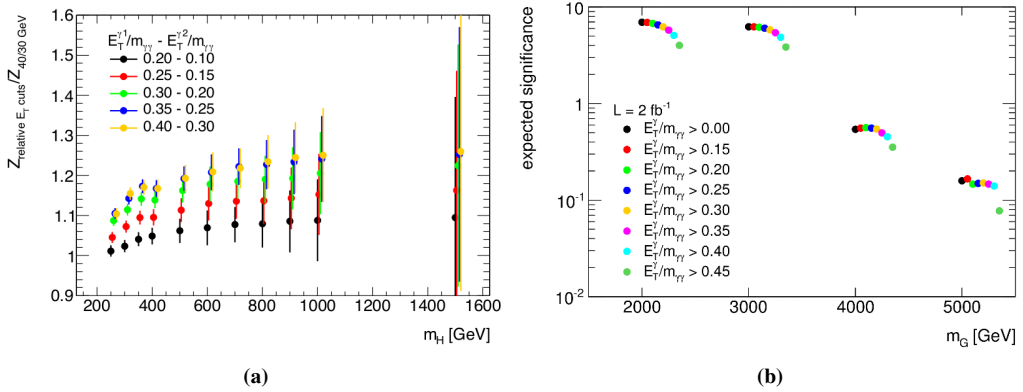 Z_relative E_T cuts/Z_40/30 GeV
1.6
1.5
1.4
1.3
1.2
1.1
1
0.9
E_T^γ1/m_γγ - E_T^γ2/m_γγ
0.20 - 0.10
0.25 - 0.15
0.30 - 0.20
0.35 - 0.25
0.40 - 0.30
200 400 600 800 1000 1200 1400 1600
m_H [GeV]
(a)
expected significance
10
1
10^-1
10^-2
L = 2 fb^-1
E_T^γ/m_γγ > 0.00
E_T^γ/m_γγ > 0.15
E_T^γ/m_γγ > 0.20
E_T^γ/m_γγ > 0.25
E_T^γ/m_γγ > 0.30
E_T^γ/m_γγ > 0.35
E_T^γ/m_γγ > 0.40
E_T^γ/m_γγ > 0.45
2000 3000 4000 5000
m_G [GeV]
(b)